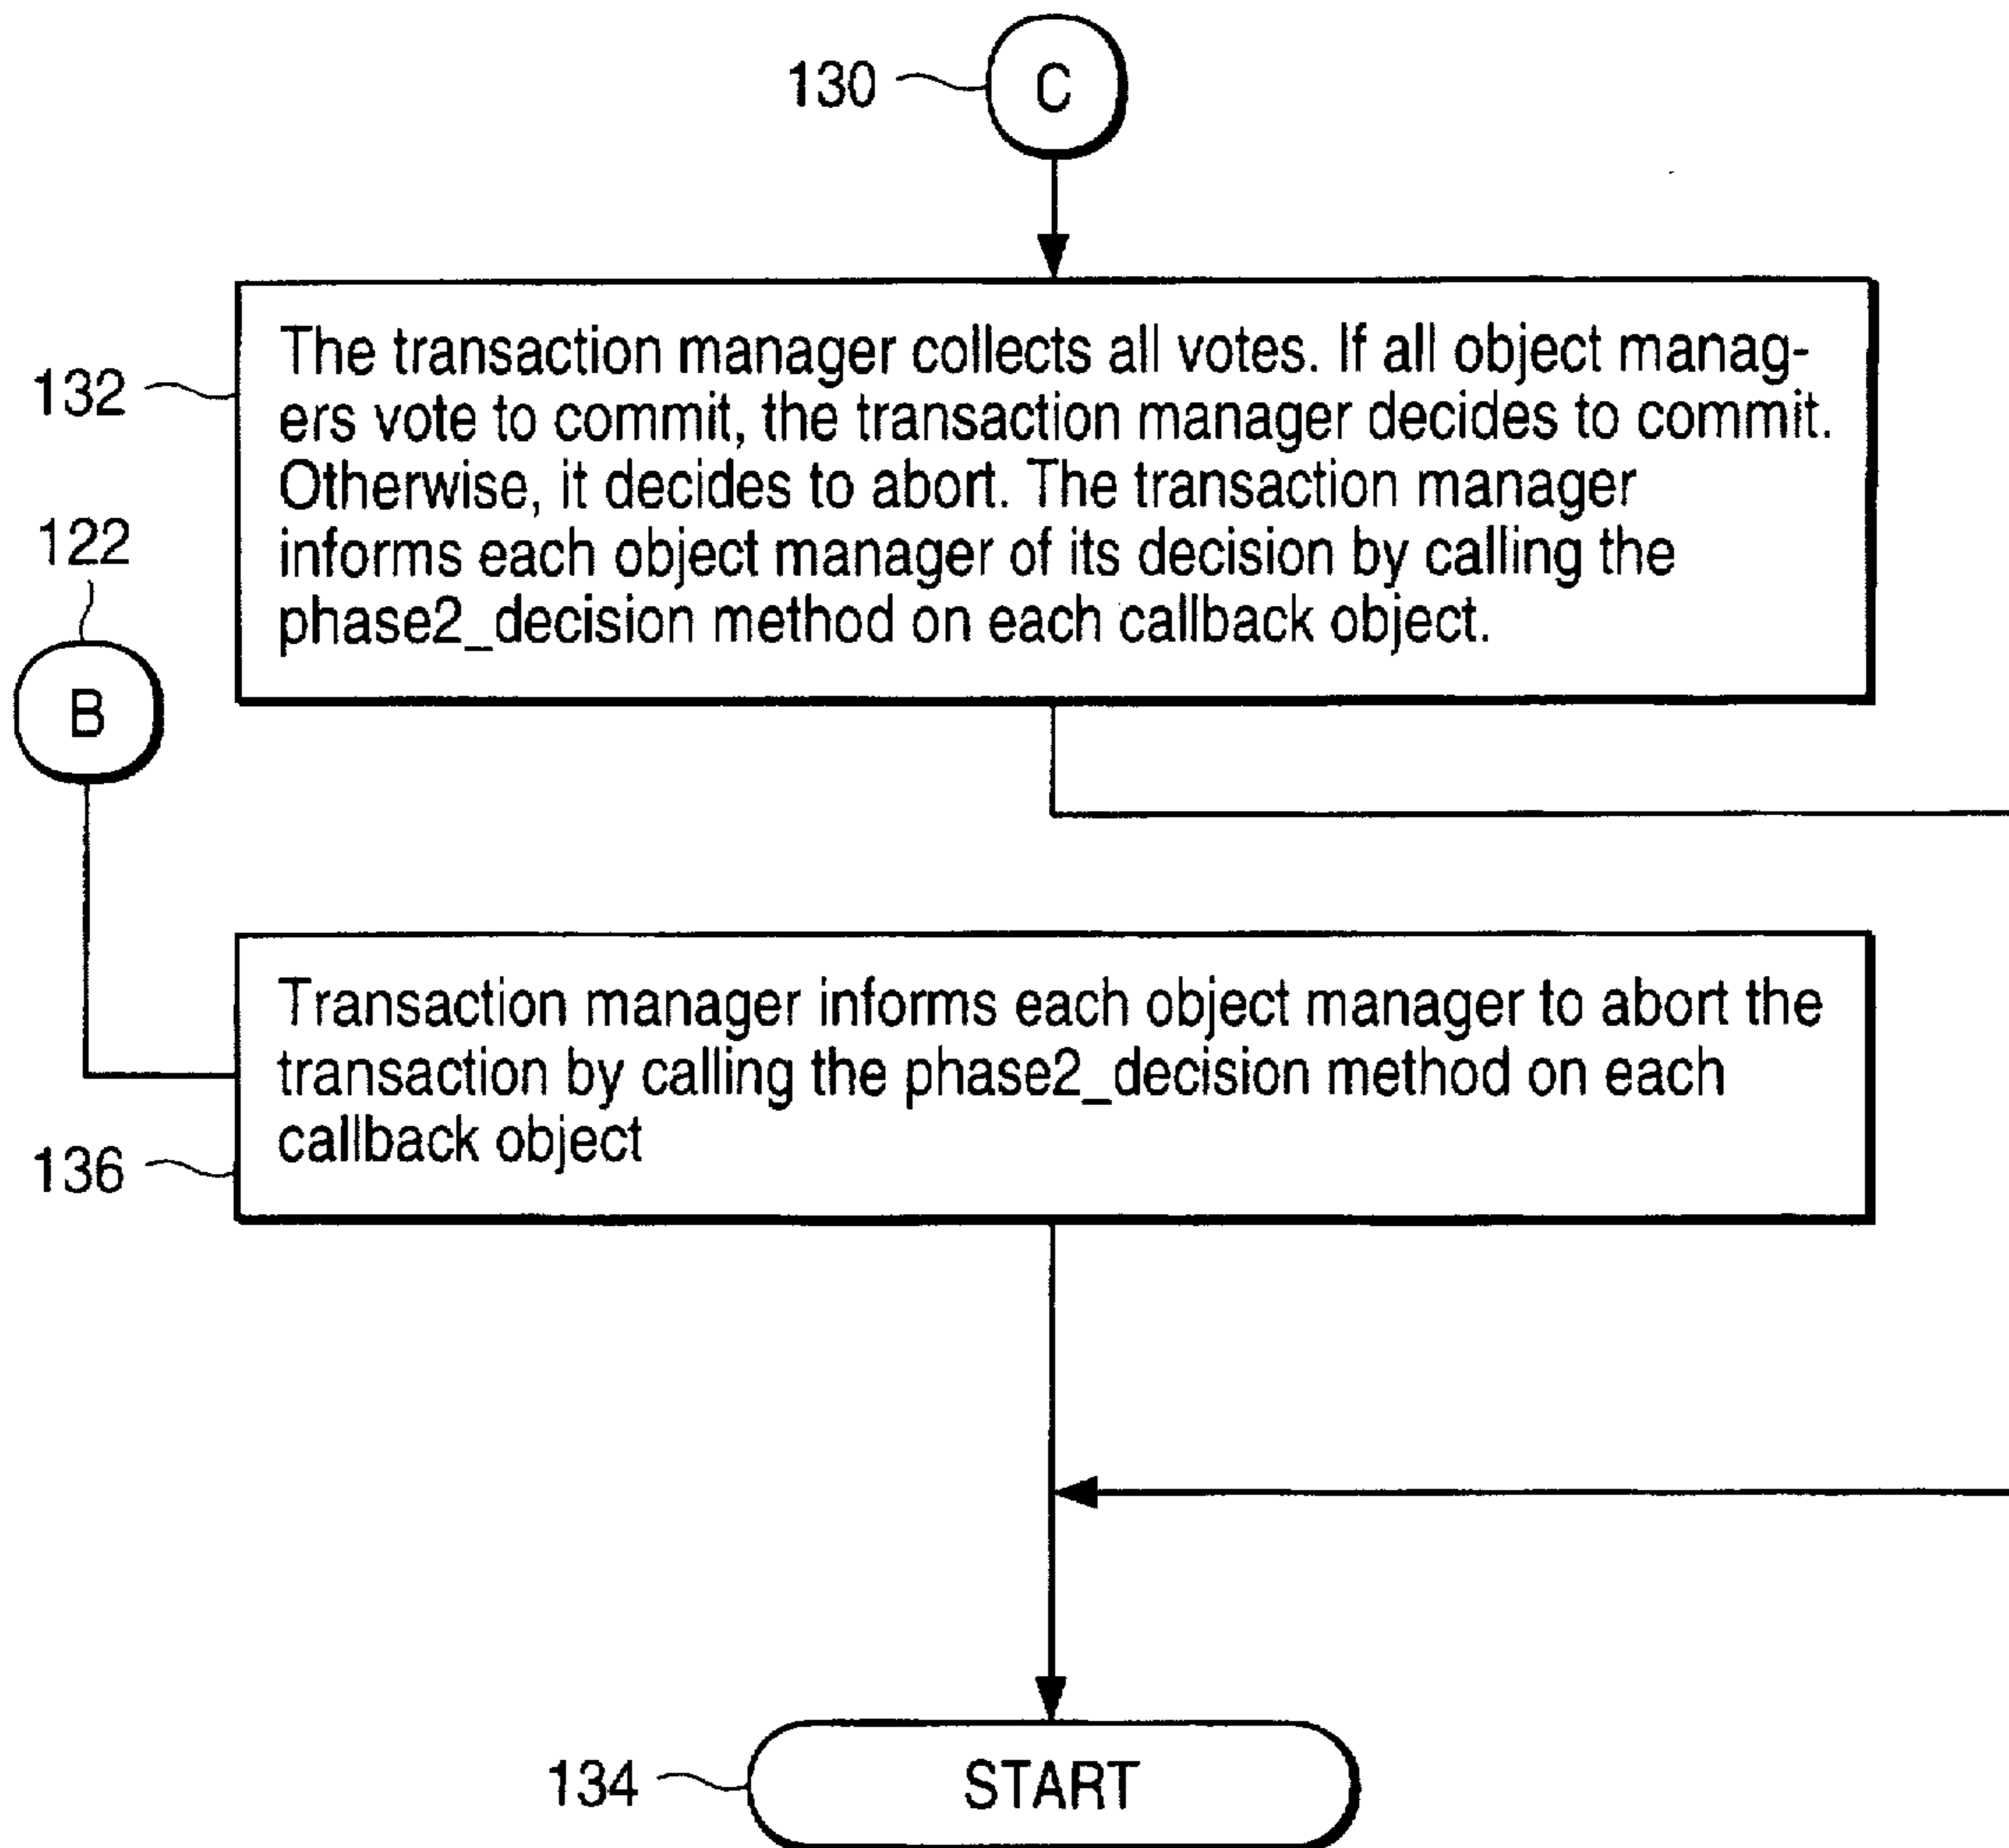 130
C
132
The transaction manager collects all votes. If all object manag-
ers vote to commit, the transaction manager decides to commit.
Otherwise, it decides to abort. The transaction manager
informs each object manager of its decision by calling the
phase2_decision method on each callback object.
122
B
136
Transaction manager informs each object manager to abort the
transaction by calling the phase2_decision method on each
callback object
134
START